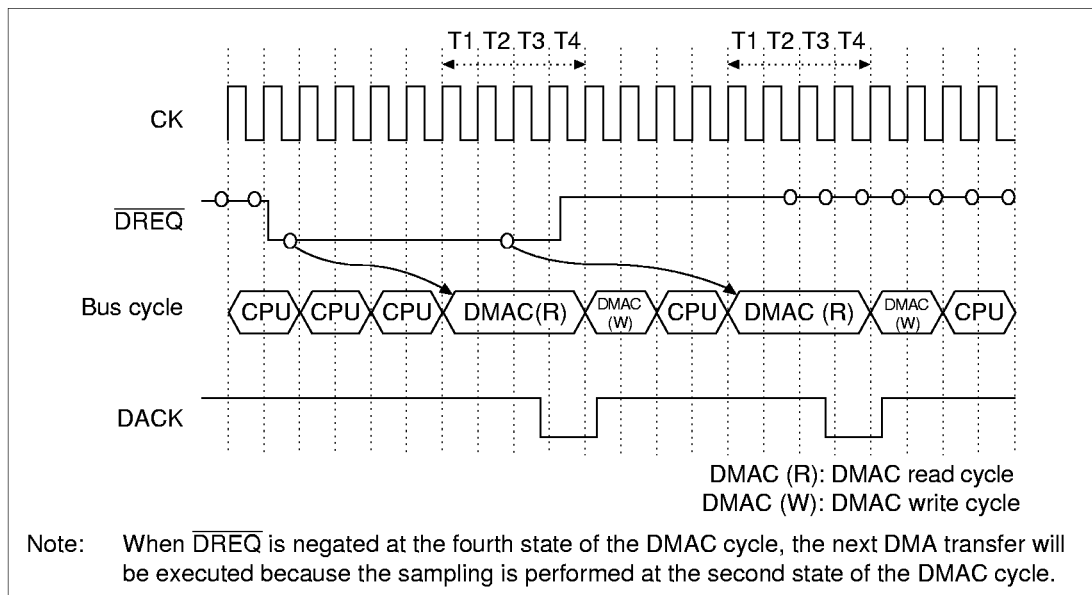 T1 T2 T3 T4 T1 T2 T3 T4
CK
DREQ
Bus cycle CPU CPU CPU DMAC(R) DMAC (W) CPU DMAC (R) DMAC (W) CPU
DACK
DMAC (R): DMAC read cycle
DMAC (W): DMAC write cycle
Note: When DREQ is negated at the fourth state of the DMAC cycle, the next DMA transfer will
be executed because the sampling is performed at the second state of the DMAC cycle.